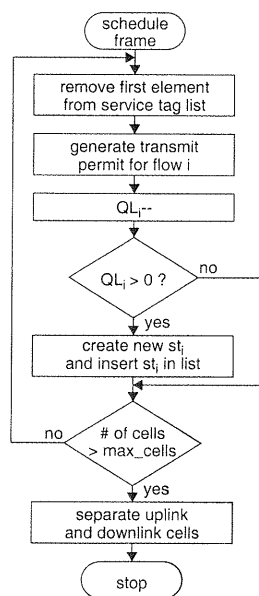 schedule
frame
remove first element
from service tag list
generate transmit
permit for flow i
QLi--
QLi > 0 ?
no
yes
create new sti
and insert sti in list
no
# of cells
> max_cells
yes
separate uplink
and downlink cells
stop